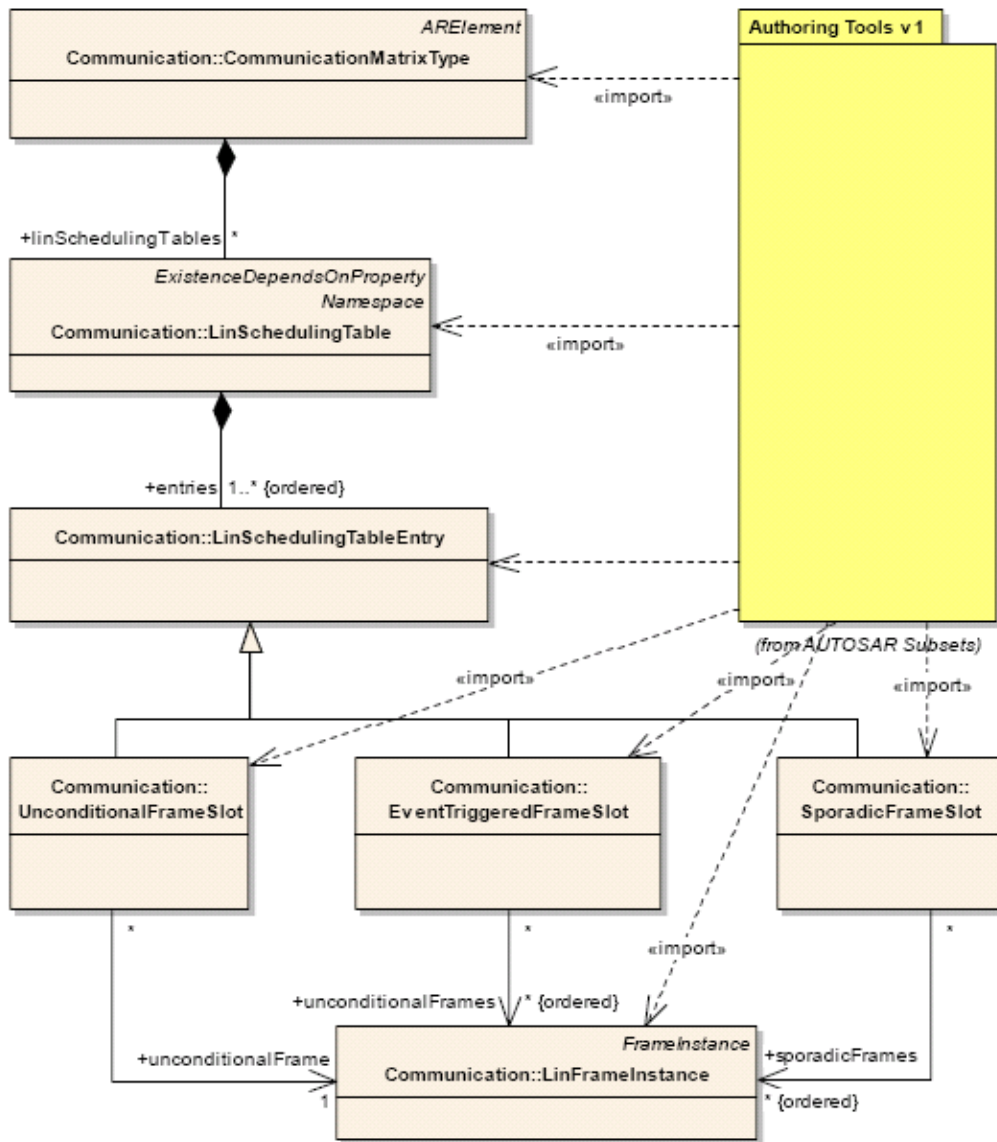 ARElement
Communication::CommunicationMatrixType
Authoring Tools v1
«import»
+linSchedulingTables *
ExistenceDependsOnProperty
Namespace
Communication::LinSchedulingTable
«import»
+entries 1..* {ordered}
Communication::LinSchedulingTableEntry
(from AUTOSAR Subsets)
«import» «import» «import»
Communication::
UnconditionalFrameSlot
Communication::
EventTriggeredFrameSlot
Communication::
SporadicFrameSlot
* * *
«import»
+unconditionalFrames * {ordered}
+unconditionalFrame
1
FrameInstance
Communication::LinFrameInstance
+sporadicFrames
* {ordered}